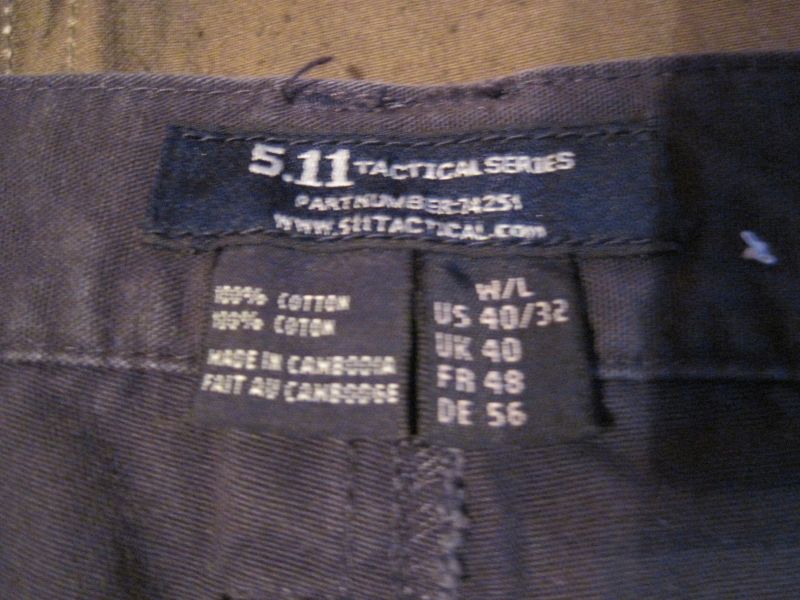 5.11 TACTICAL SERIES
PART NUMBER: 74251
WWW.511TACTICAL.COM
100% COTTON
100% COTON
MADE IN CAMBODIA
FAIT AU CAMBODGE
W/L
US 40/32
UK 40
FR 48
DE 56